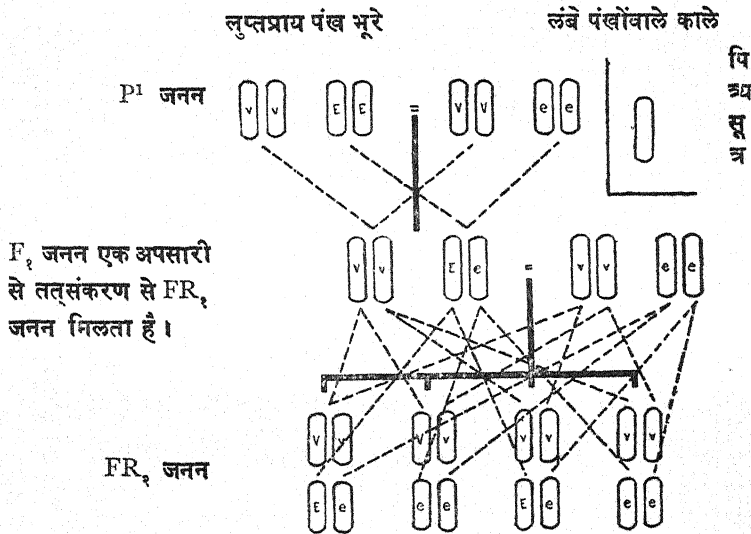 लुप्तप्राय पंख भूरे
लंबे पंखोंवाले काले
P¹ जनन
v v E E = V V e e
पि
त्र्य
सू
त्र
F₁ जनन एक अपसारी
से तत्संकरण से FR₁
जनन मिलता है।
V v E e = v v e e
V v V v v v v v
FR₁ जनन
E e e e E e e e